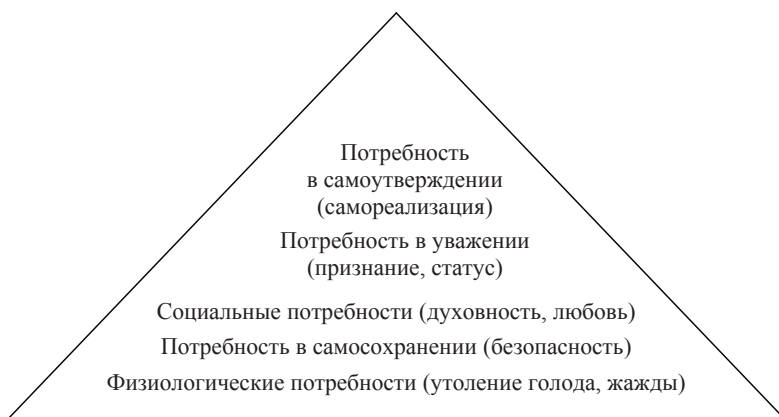 Потребность
в самоутверждении
(самореализация)
Потребность в уважении
(признание, статус)
Социальные потребности (духовность, любовь)
Потребность в самосохранении (безопасность)
Физиологические потребности (утоление голода, жажды)